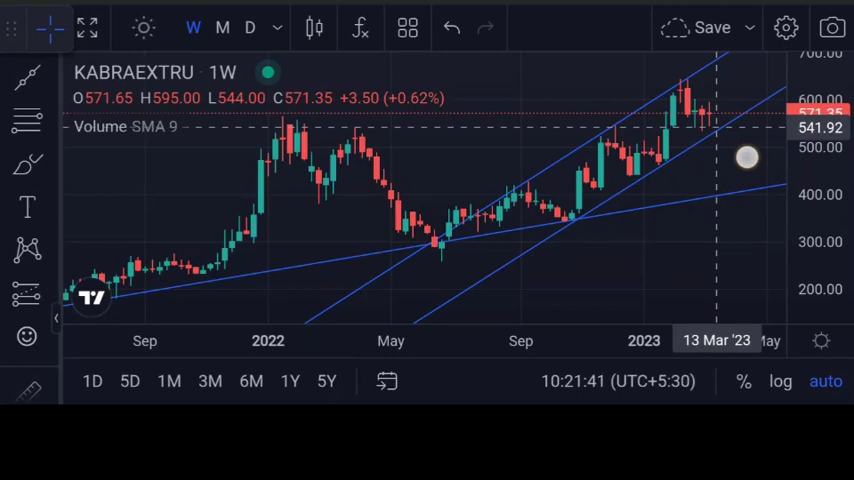 W M D
Save
KABRAEXTRU · 1W
O571.65 H595.00 L544.00 C571.35 +3.50 (+0.62%)
Volume SMA 9
700.00
600.00
571.35
541.92
500.00
400.00
300.00
200.00
Sep 2022 May Sep 2023 13 Mar '23 May
1D 5D 1M 3M 6M 1Y 5Y 10:21:41 (UTC+5:30) % log auto